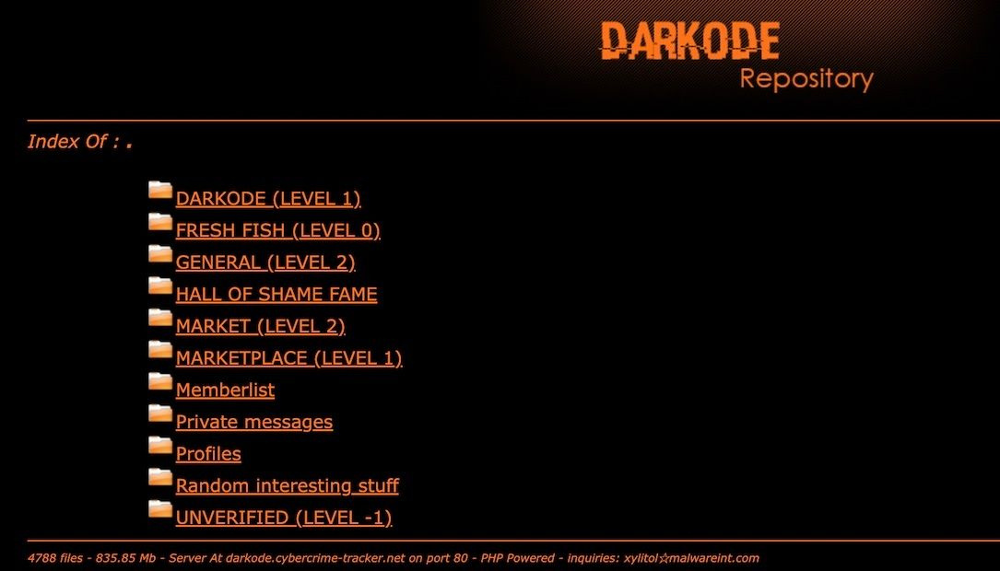 DARKODE
Repository
Index Of : .
DARKODE (LEVEL 1)
FRESH FISH (LEVEL 0)
GENERAL (LEVEL 2)
HALL OF SHAME FAME
MARKET (LEVEL 2)
MARKETPLACE (LEVEL 1)
Memberlist
Private messages
Profiles
Random interesting stuff
UNVERIFIED (LEVEL -1)
4788 files - 835.85 Mb - Server At darkode.cybercrime-tracker.net on port 80 - PHP Powered - inquiries: xylitol☆malwareint.com